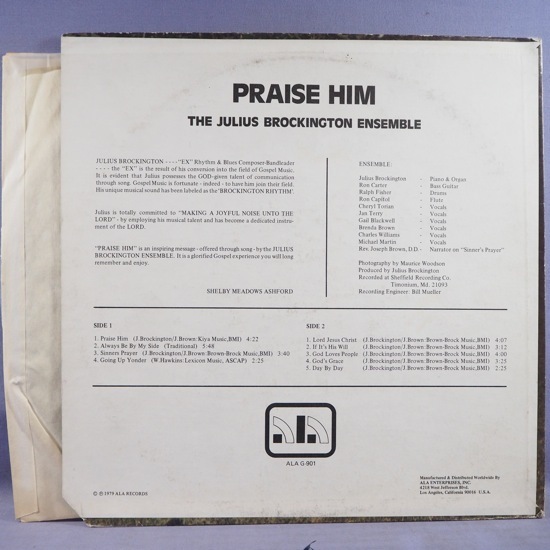 PRAISE HIM
THE JULIUS BROCKINGTON ENSEMBLE
JULIUS BROCKINGTON - - - -"EX" Rhythm & Blues Composer-Bandleader
- - - - the "EX" is the result of his conversion into the field of Gospel Music.
It is evident that Julius possesses the GOD-given talent of communication
through song. Gospel Music is fortunate - indeed - to have him join their field.
His unique musical sound has been labeled as the 'BROCKINGTON RHYTHM'.
Julius is totally committed to "MAKING A JOYFUL NOISE UNTO THE
LORD" - by employing his musical talent and has become a dedicated instru-
ment of the LORD.
"PRAISE HIM" is an inspiring message - offered through song - by the JULIUS
BROCKINGTON ENSEMBLE. It is a glorified Gospel experience you will long
remember and enjoy.
SHELBY MEADOWS ASHFORD
ENSEMBLE:
Julius Brockington - Piano & Organ
Ron Carter - Bass Guitar
Ralph Fisher - Drums
Ron Capitol - Flute
Cheryl Torian - Vocals
Jan Terry - Vocals
Gail Blackwell - Vocals
Brenda Brown - Vocals
Charles Williams - Vocals
Michael Martin - Vocals
Rev. Joseph Brown, D.D. - Narrator on "Sinner's Prayer"
Photography by Maurice Woodson
Produced by Julius Brockington
Recorded at Sheffield Recording Co.
Timonium, Md. 21093
Recording Engineer: Bill Mueller
SIDE 1
1. Praise Him (J.Brockington/J.Brown:Kiya Music,BMI) 4:22
2. Always Be By My Side (Traditional) 5:48
3. Sinners Prayer (J.Brockington/J.Brown:Brown-Brock Music,BMI) 3:40
4. Going Up Yonder (W.Hawkins Lexicon Music, ASCAP) 2:25
SIDE 2
1. Lord Jesus Christ (J.Brockington/J.Brown:Brown-Brock Music,BMI) 4:07
2. If It's His Will (J.Brockington/J.Brown:Brown-Brock Music,BMI) 3:12
3. God Loves People (J.Brockington/J.Brown:Brown-Brock Music,BMI) 4:00
4. God's Grace (J.Brockington/J.Brown:Brown-Brock Music,BMI) 3:25
5. Day By Day (J.Brockington/J.Brown:Brown-Brock Music,BMI) 2:25
ALA G-901
© ℗ 1979 ALA RECORDS
Manufactured & Distributed Worldwide By
ALA ENTERPRISES, INC.
4218 West Jefferson Blvd.
Los Angeles, California 90016 U.S.A.